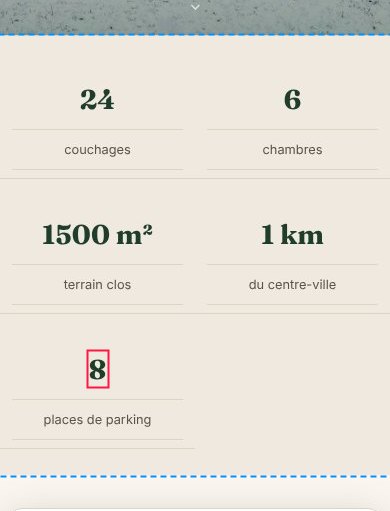 24
6
couchages
chambres
1500 m²
1 km
terrain clos
du centre-ville
8
places de parking